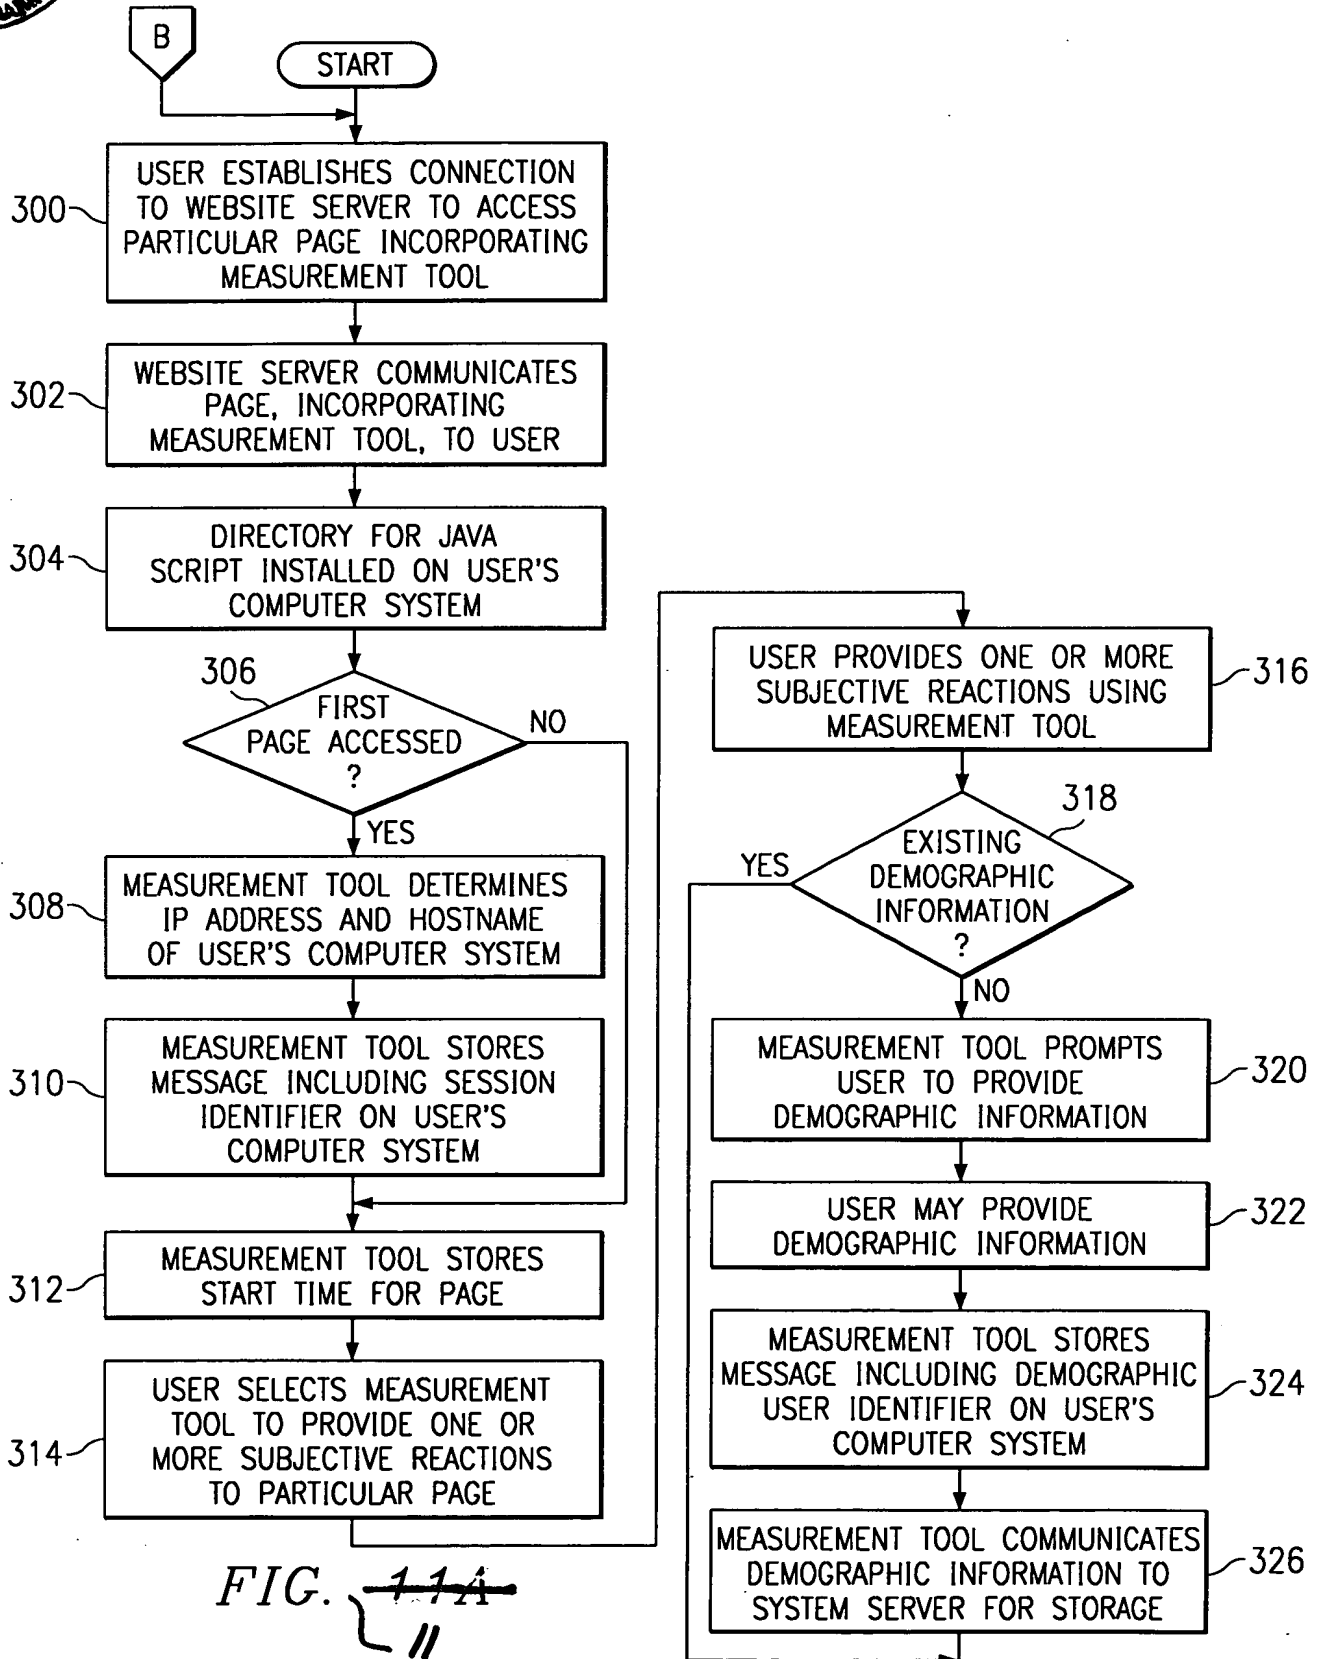 B
START
300
USER ESTABLISHES CONNECTION
TO WEBSITE SERVER TO ACCESS
PARTICULAR PAGE INCORPORATING
MEASUREMENT TOOL
302
WEBSITE SERVER COMMUNICATES
PAGE, INCORPORATING
MEASUREMENT TOOL, TO USER
304
DIRECTORY FOR JAVA
SCRIPT INSTALLED ON USER'S
COMPUTER SYSTEM
306
FIRST
PAGE ACCESSED
?
NO
YES
308
MEASUREMENT TOOL DETERMINES
IP ADDRESS AND HOSTNAME
OF USER'S COMPUTER SYSTEM
310
MEASUREMENT TOOL STORES
MESSAGE INCLUDING SESSION
IDENTIFIER ON USER'S
COMPUTER SYSTEM
312
MEASUREMENT TOOL STORES
START TIME FOR PAGE
314
USER SELECTS MEASUREMENT
TOOL TO PROVIDE ONE OR
MORE SUBJECTIVE REACTIONS
TO PARTICULAR PAGE
USER PROVIDES ONE OR MORE
SUBJECTIVE REACTIONS USING
MEASUREMENT TOOL
316
318
EXISTING
DEMOGRAPHIC
INFORMATION
?
YES
NO
MEASUREMENT TOOL PROMPTS
USER TO PROVIDE
DEMOGRAPHIC INFORMATION
320
USER MAY PROVIDE
DEMOGRAPHIC INFORMATION
322
MEASUREMENT TOOL STORES
MESSAGE INCLUDING DEMOGRAPHIC
USER IDENTIFIER ON USER'S
COMPUTER SYSTEM
324
MEASUREMENT TOOL COMMUNICATES
DEMOGRAPHIC INFORMATION TO
SYSTEM SERVER FOR STORAGE
326
FIG. 11A
11